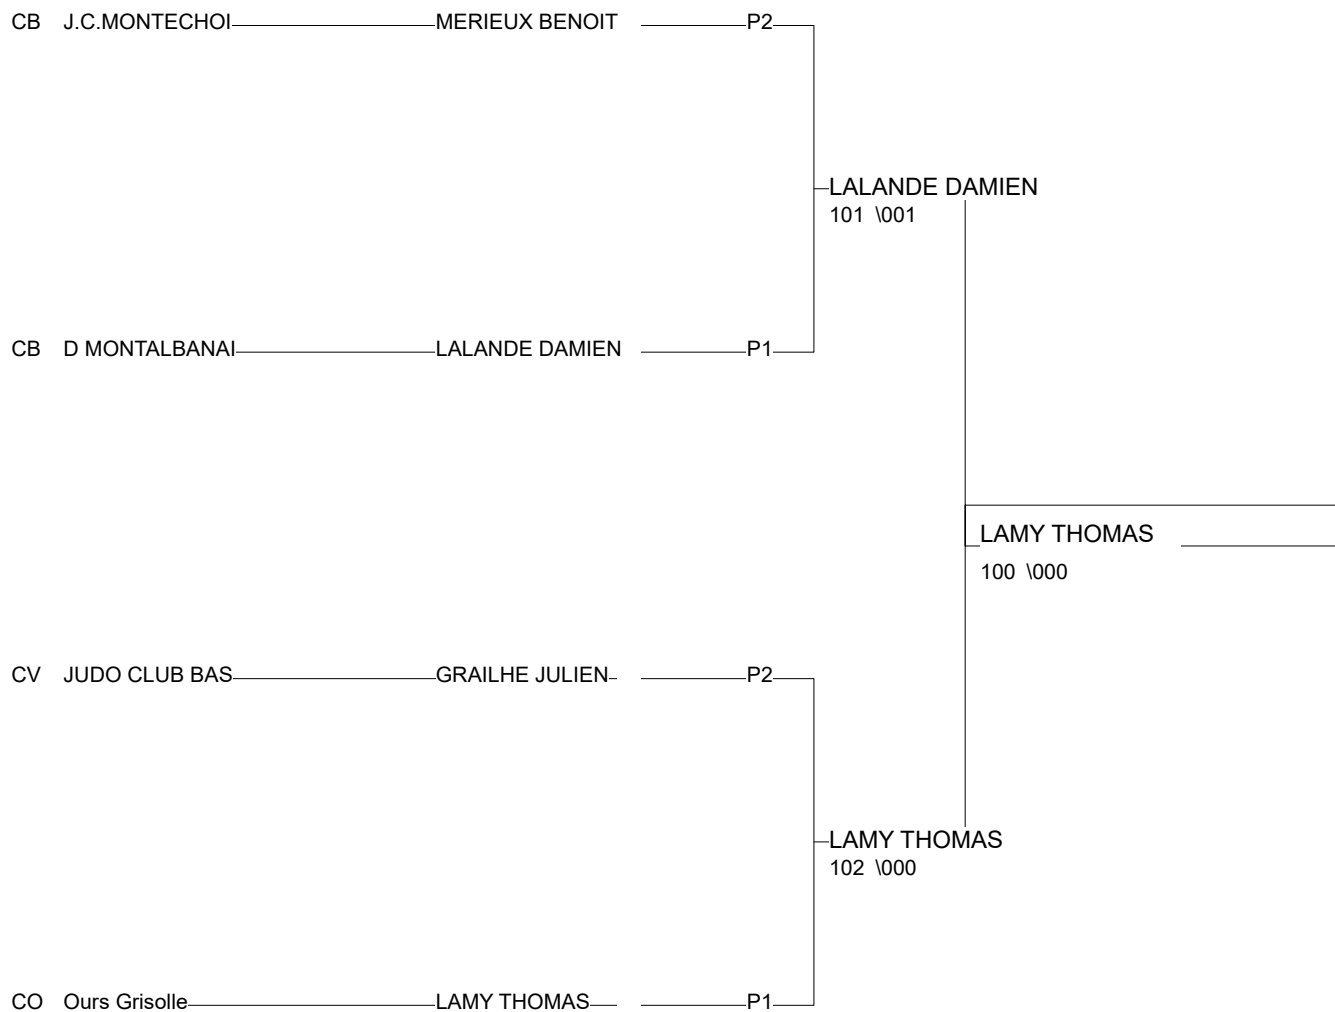 CB J.C.MONTECHOI MERIEUX BENOIT P2
LALANDE DAMIEN
101 \001
CB D MONTALBANAI LALANDE DAMIEN P1
LAMY THOMAS
100 \000
CV JUDO CLUB BAS GRAILHE JULIEN P2
LAMY THOMAS
102 \000
CO Ours Grisolle LAMY THOMAS P1